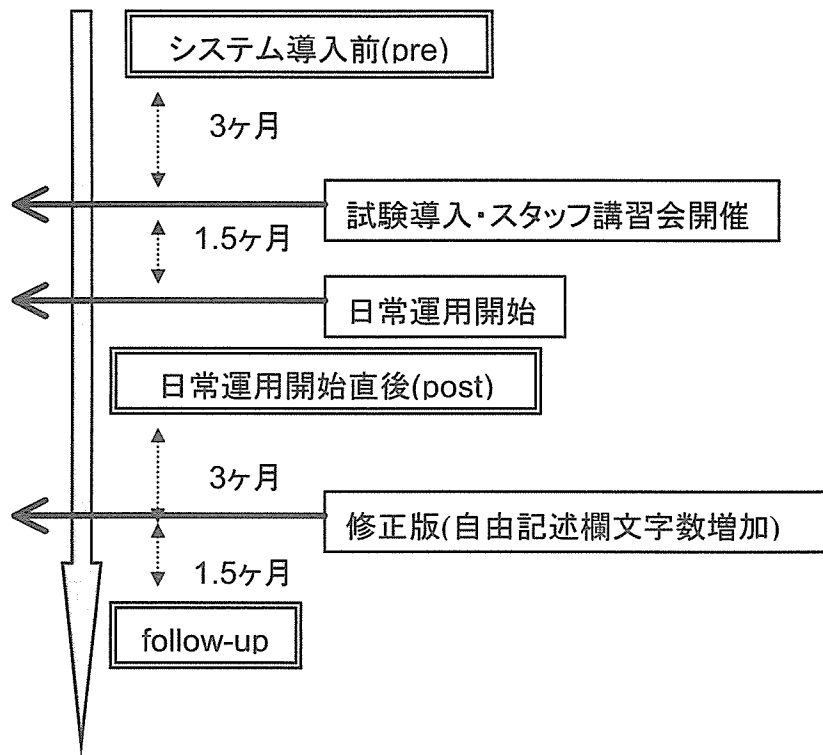 システム導入前(pre)
3ヶ月
試験導入・スタッフ講習会開催
1.5ヶ月
日常運用開始
日常運用開始直後(post)
3ヶ月
修正版(自由記述欄文字数増加)
1.5ヶ月
follow-up